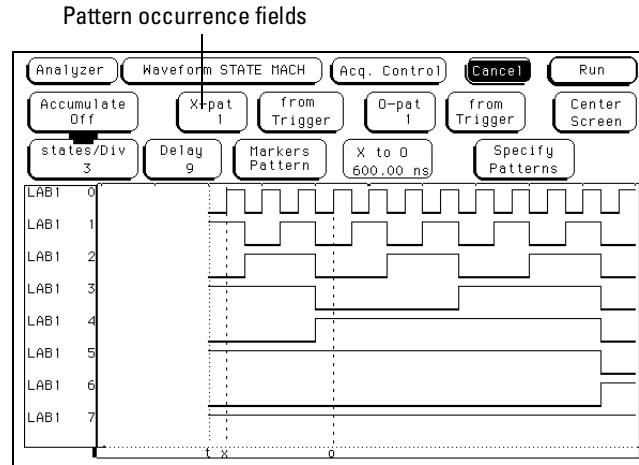 Pattern occurrence fields
Analyzer Waveform STATE MACH Acq. Control Cancel Run
Accumulate Off X-pat 1 from Trigger O-pat 1 from Trigger Center Screen
states/Div 3 Delay 9 Markers Pattern X to O 600.00 ns Specify Patterns
LAB1 0
LAB1 1
LAB1 2
LAB1 3
LAB1 4
LAB1 5
LAB1 6
LAB1 7
t x o